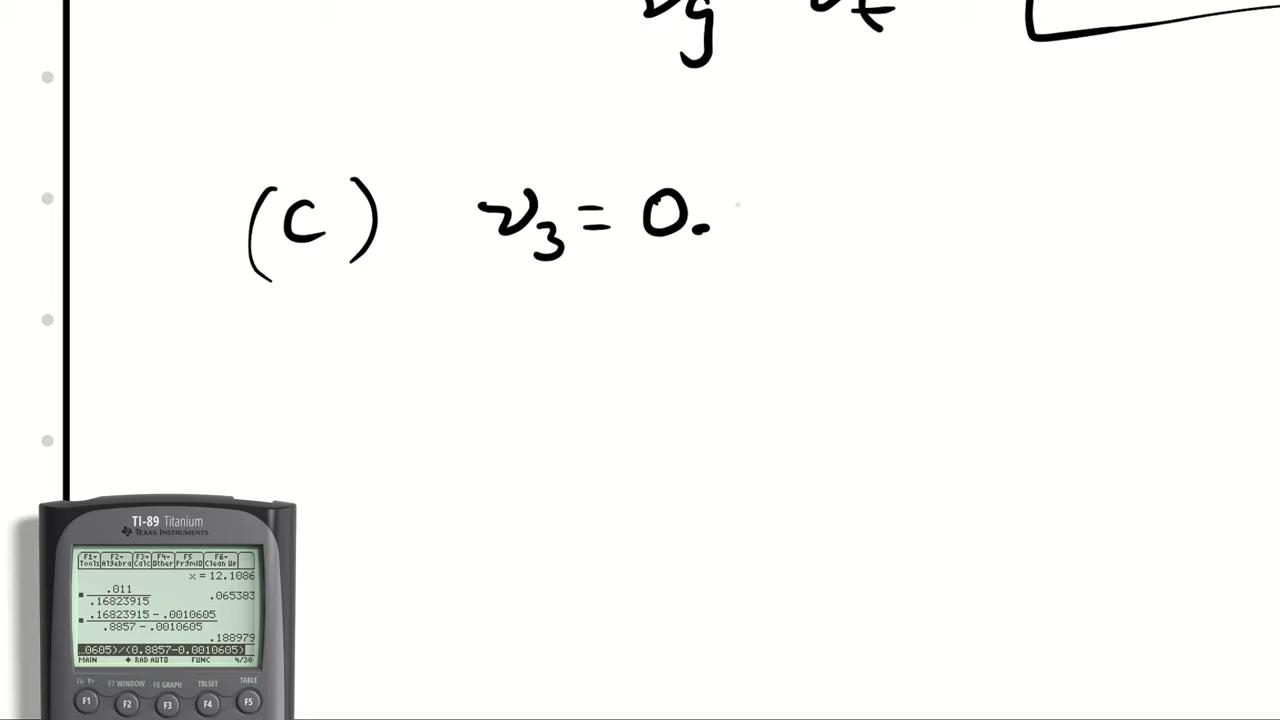 vg vf
(C) v3 = 0.
TI-89 Titanium
TEXAS INSTRUMENTS
F1 F2 F3 F4 F5 F6
Tools Algebra Calc Other PrgmIO Clean Up
x = 12.1086
.011
.16823915
.065383
.16823915 - .0010605
.8857 - .0010605
.188979
…0605)/(0.8857-0.0010605)
MAIN RAD AUTO FUNC 4/30
F6 Y= F7 WINDOW F8 GRAPH TBLSET TABLE
F1 F2 F3 F4 F5